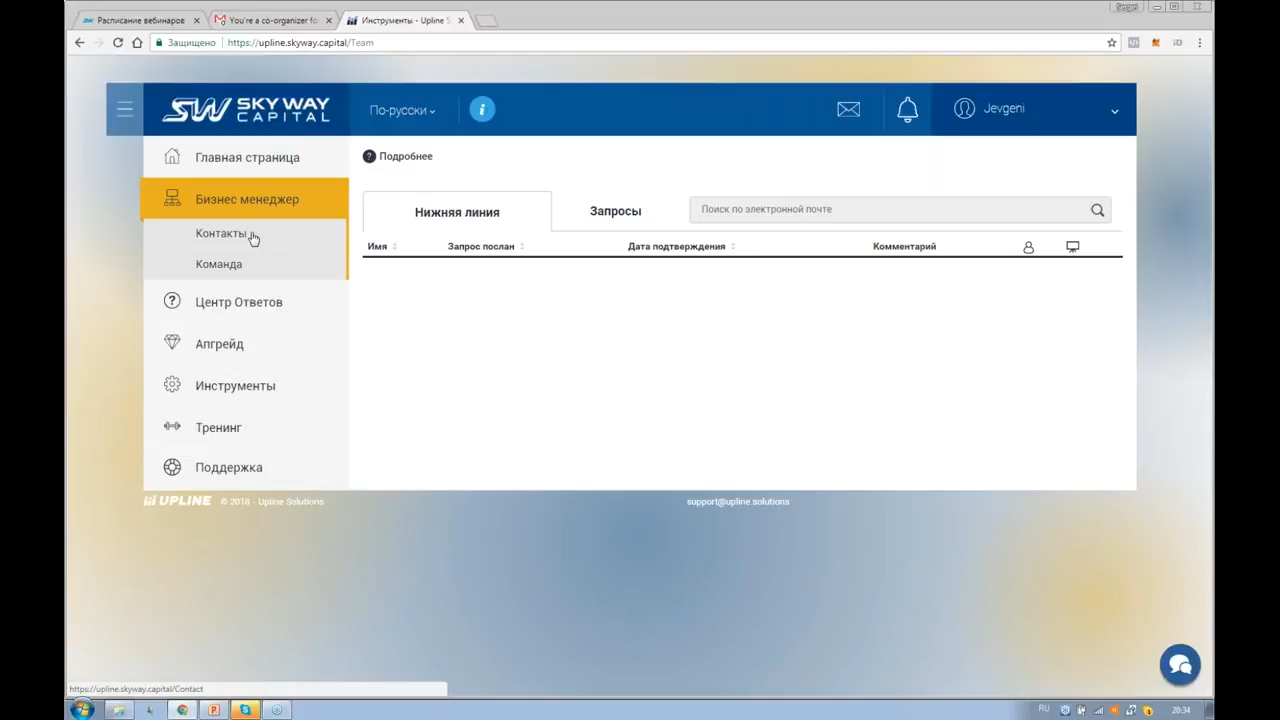 Sergei
Расписание вебинаров
You're a co-organizer fo
Инструменты - Upline S
Защищено
https://upline.skyway.capital/Team
SW SKY WAY CAPITAL
По-русски
i
Jevgeni
Главная страница
Бизнес менеджер
Контакты
Команда
Центр Ответов
Апгрейд
Инструменты
Тренинг
Поддержка
? Подробнее
Нижняя линия
Запросы
Поиск по электронной почте
Имя
Запрос послан
Дата подтверждения
Комментарий
UPLINE © 2018 - Upline Solutions
support@upline.solutions
https://upline.skyway.capital/Contact
RU
20:34